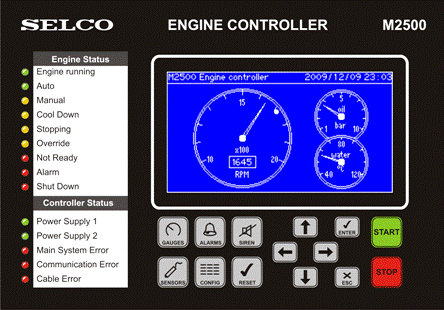 SELCO ENGINE CONTROLLER M2500
Engine Status
Engine running
Auto
Manual
Cool Down
Stopping
Override
Not Ready
Alarm
Shut Down
Controller Status
Power Supply 1
Power Supply 2
Main System Error
Communication Error
Cable Error
M2500 Engine controller 2009/12/09 23:03
15
10 20
x100
1645
RPM
5
oil
1 10
bar
80
water
40 120
°C
GAUGES
ALARMS
SIREN
ENTER
START
SENSORS
CONFIG
RESET
ESC
STOP